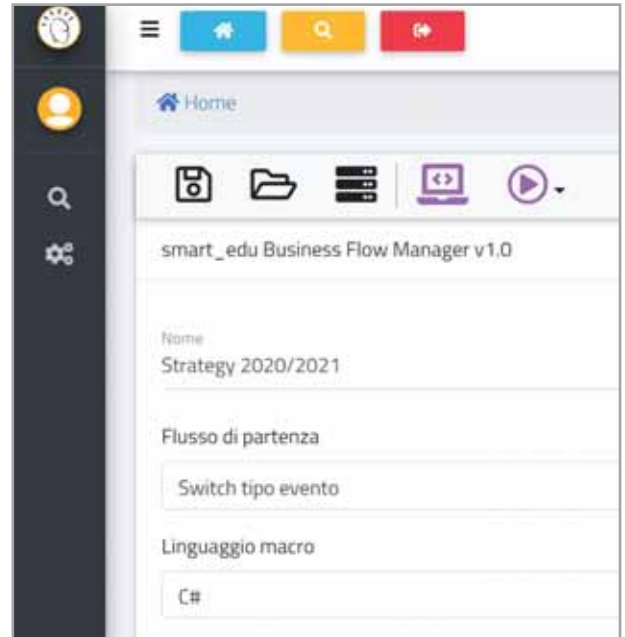 Home
smart_edu Business Flow Manager v1.0
Nome
Strategy 2020/2021
Flusso di partenza
Switch tipo evento
Linguaggio macro
C#